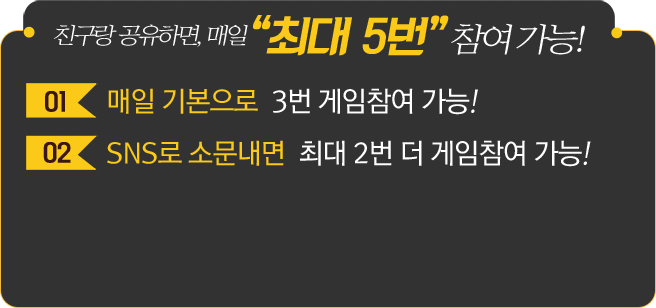 친구랑 공유하면, 매일 “최대 5번” 참여 가능!
01 매일 기본으로 3번 게임참여 가능!
02 SNS로 소문내면 최대 2번 더 게임참여 가능!